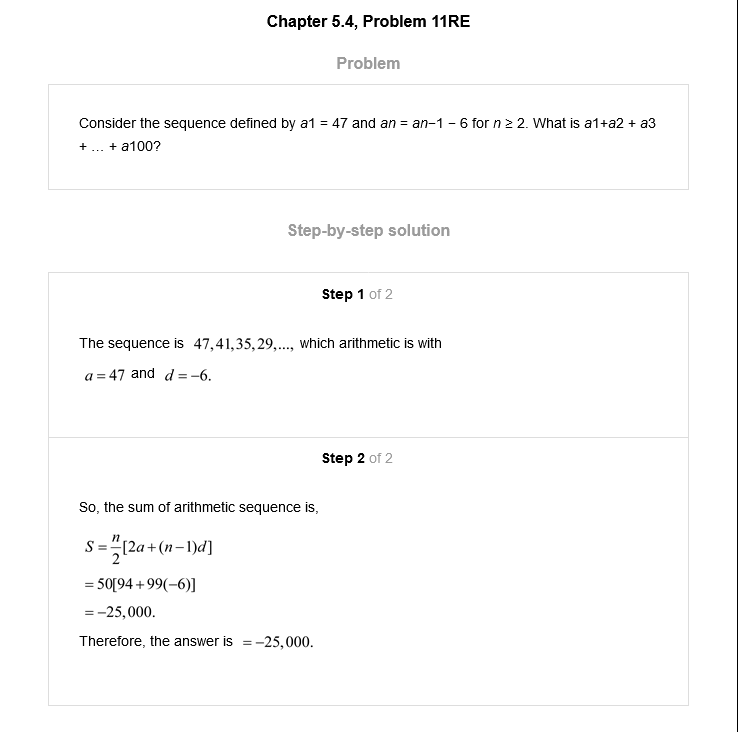 Chapter 5.4, Problem 11RE
Problem
Consider the sequence defined by a1 = 47 and an = an−1 − 6 for n ≥ 2. What is a1+a2 + a3
+ ... + a100?
Step-by-step solution
Step 1 of 2
The sequence is 47,41,35,29,..., which arithmetic is with
a = 47 and d = −6.
Step 2 of 2
So, the sum of arithmetic sequence is,
S = n/2[2a+(n−1)d]
= 50[94+99(−6)]
= −25,000.
Therefore, the answer is = −25,000.